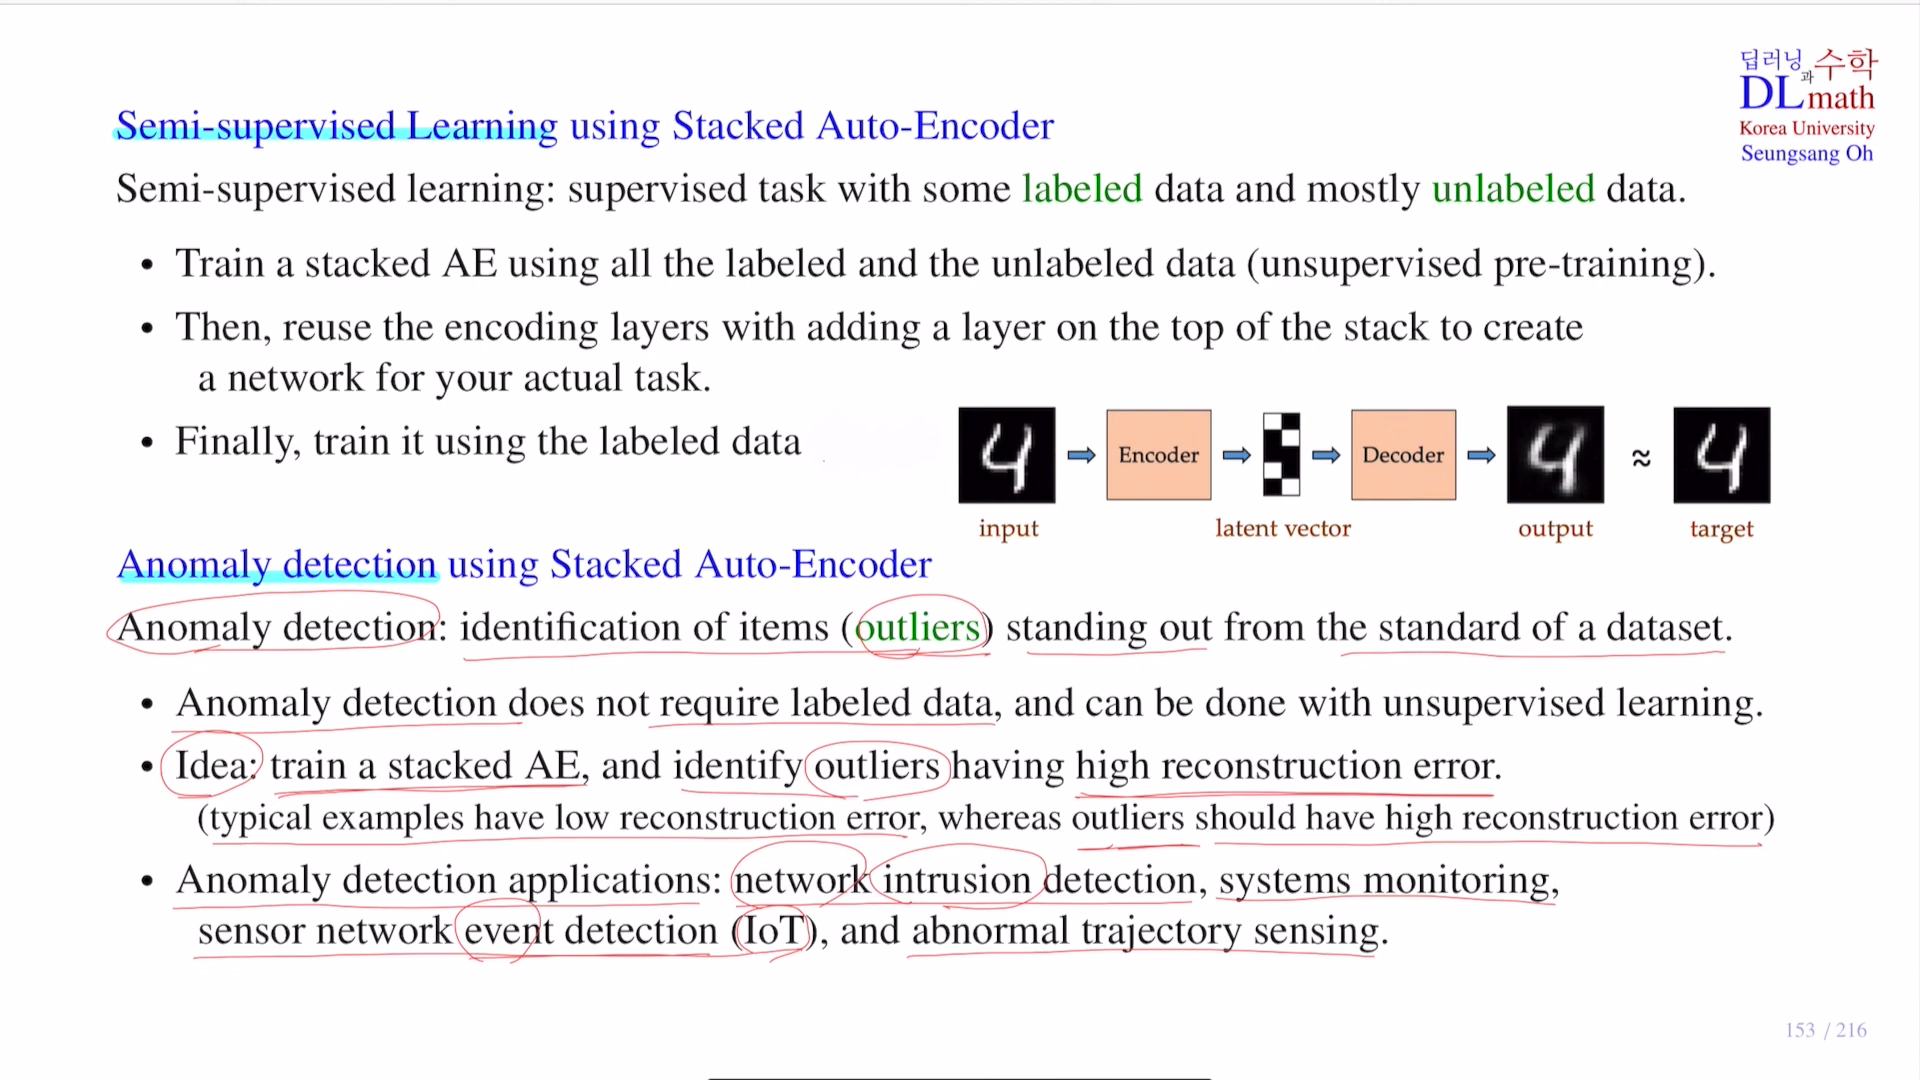 딥러닝과 수학
DL math
Korea University
Seungsang Oh
Semi-supervised Learning using Stacked Auto-Encoder
Semi-supervised learning: supervised task with some labeled data and mostly unlabeled data.
• Train a stacked AE using all the labeled and the unlabeled data (unsupervised pre-training).
• Then, reuse the encoding layers with adding a layer on the top of the stack to create
a network for your actual task.
• Finally, train it using the labeled data
Encoder Decoder ≈
input latent vector output target
Anomaly detection using Stacked Auto-Encoder
Anomaly detection: identification of items (outliers) standing out from the standard of a dataset.
• Anomaly detection does not require labeled data, and can be done with unsupervised learning.
• Idea: train a stacked AE, and identify outliers having high reconstruction error.
(typical examples have low reconstruction error, whereas outliers should have high reconstruction error)
• Anomaly detection applications: network intrusion detection, systems monitoring,
sensor network event detection (IoT), and abnormal trajectory sensing.
153 / 216